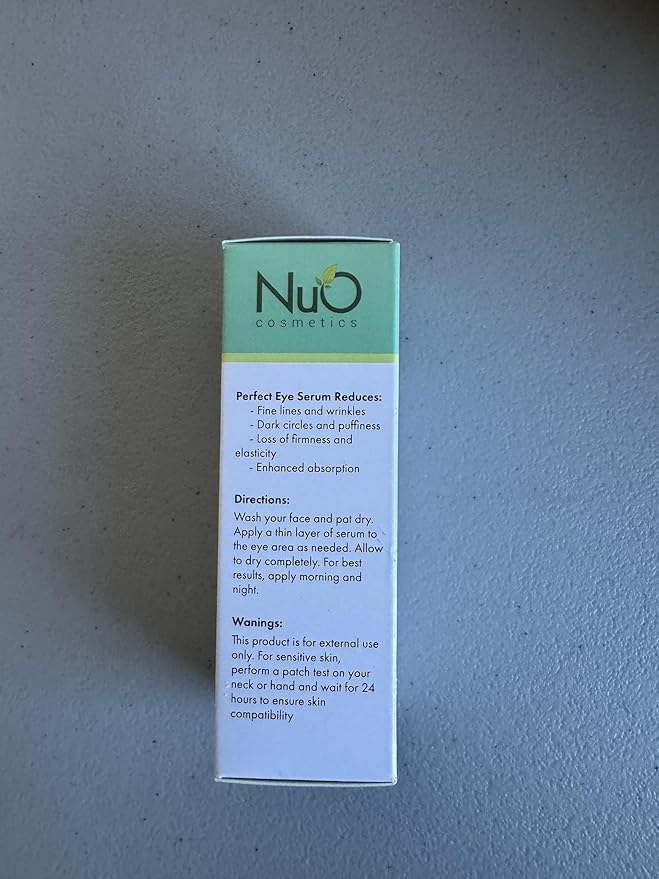 NuO
cosmetics
Perfect Eye Serum Reduces:
- Fine lines and wrinkles
- Dark circles and puffiness
- Loss of firmness and
elasticity
- Enhanced absorption
Directions:
Wash your face and pat dry.
Apply a thin layer of serum to
the eye area as needed. Allow
to dry completely. For best
results, apply morning and
night.
Wanings:
This product is for external use
only. For sensitive skin,
perform a patch test on your
neck or hand and wait for 24
hours to ensure skin
compatibility